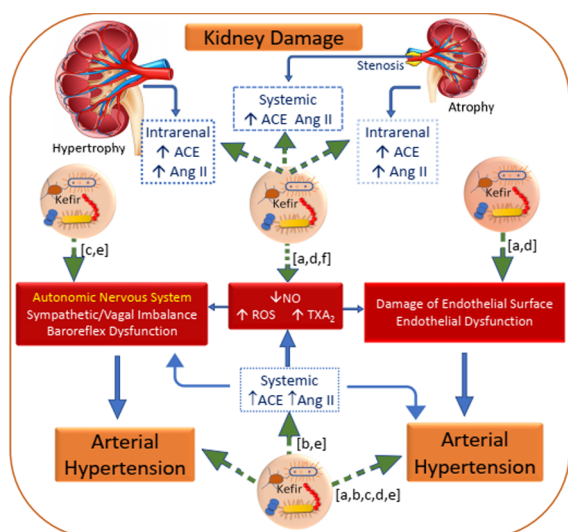 Kidney Damage
Stenosis
Hypertrophy
Atrophy
Systemic
↑ ACE Ang II
Intrarenal
↑ ACE
↑ Ang II
Intrarenal
↑ ACE
↑ Ang II
Kefir
Kefir
Kefir
[c,e]
[a,d,f]
[a,d]
Autonomic Nervous System
Sympathetic/Vagal Imbalance
Baroreflex Dysfunction
↓NO
↑ ROS ↑ TXA₂
Damage of Endothelial Surface
Endothelial Dysfunction
Systemic
↑ACE ↑Ang II
Arterial
Hypertension
Arterial
Hypertension
[b,e]
[a,b,c,d,e]
Kefir